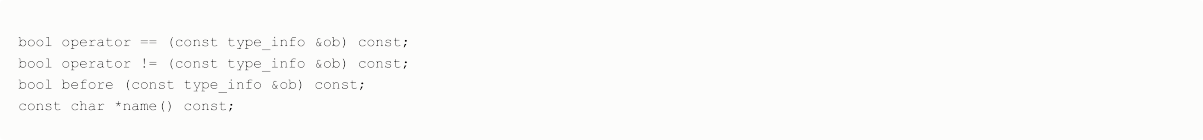 bool operator == (const type_info &ob) const;
bool operator != (const type_info &ob) const;
bool before (const type_info &ob) const;
const char *name() const;